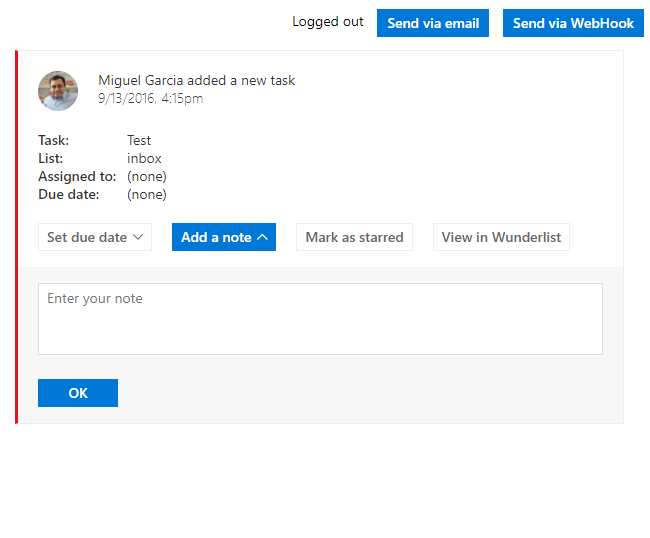 Logged out Send via email Send via WebHook
Miguel Garcia added a new task
9/13/2016, 4:15pm
Task: Test
List: inbox
Assigned to: (none)
Due date: (none)
Set due date Add a note Mark as starred View in Wunderlist
Enter your note
OK